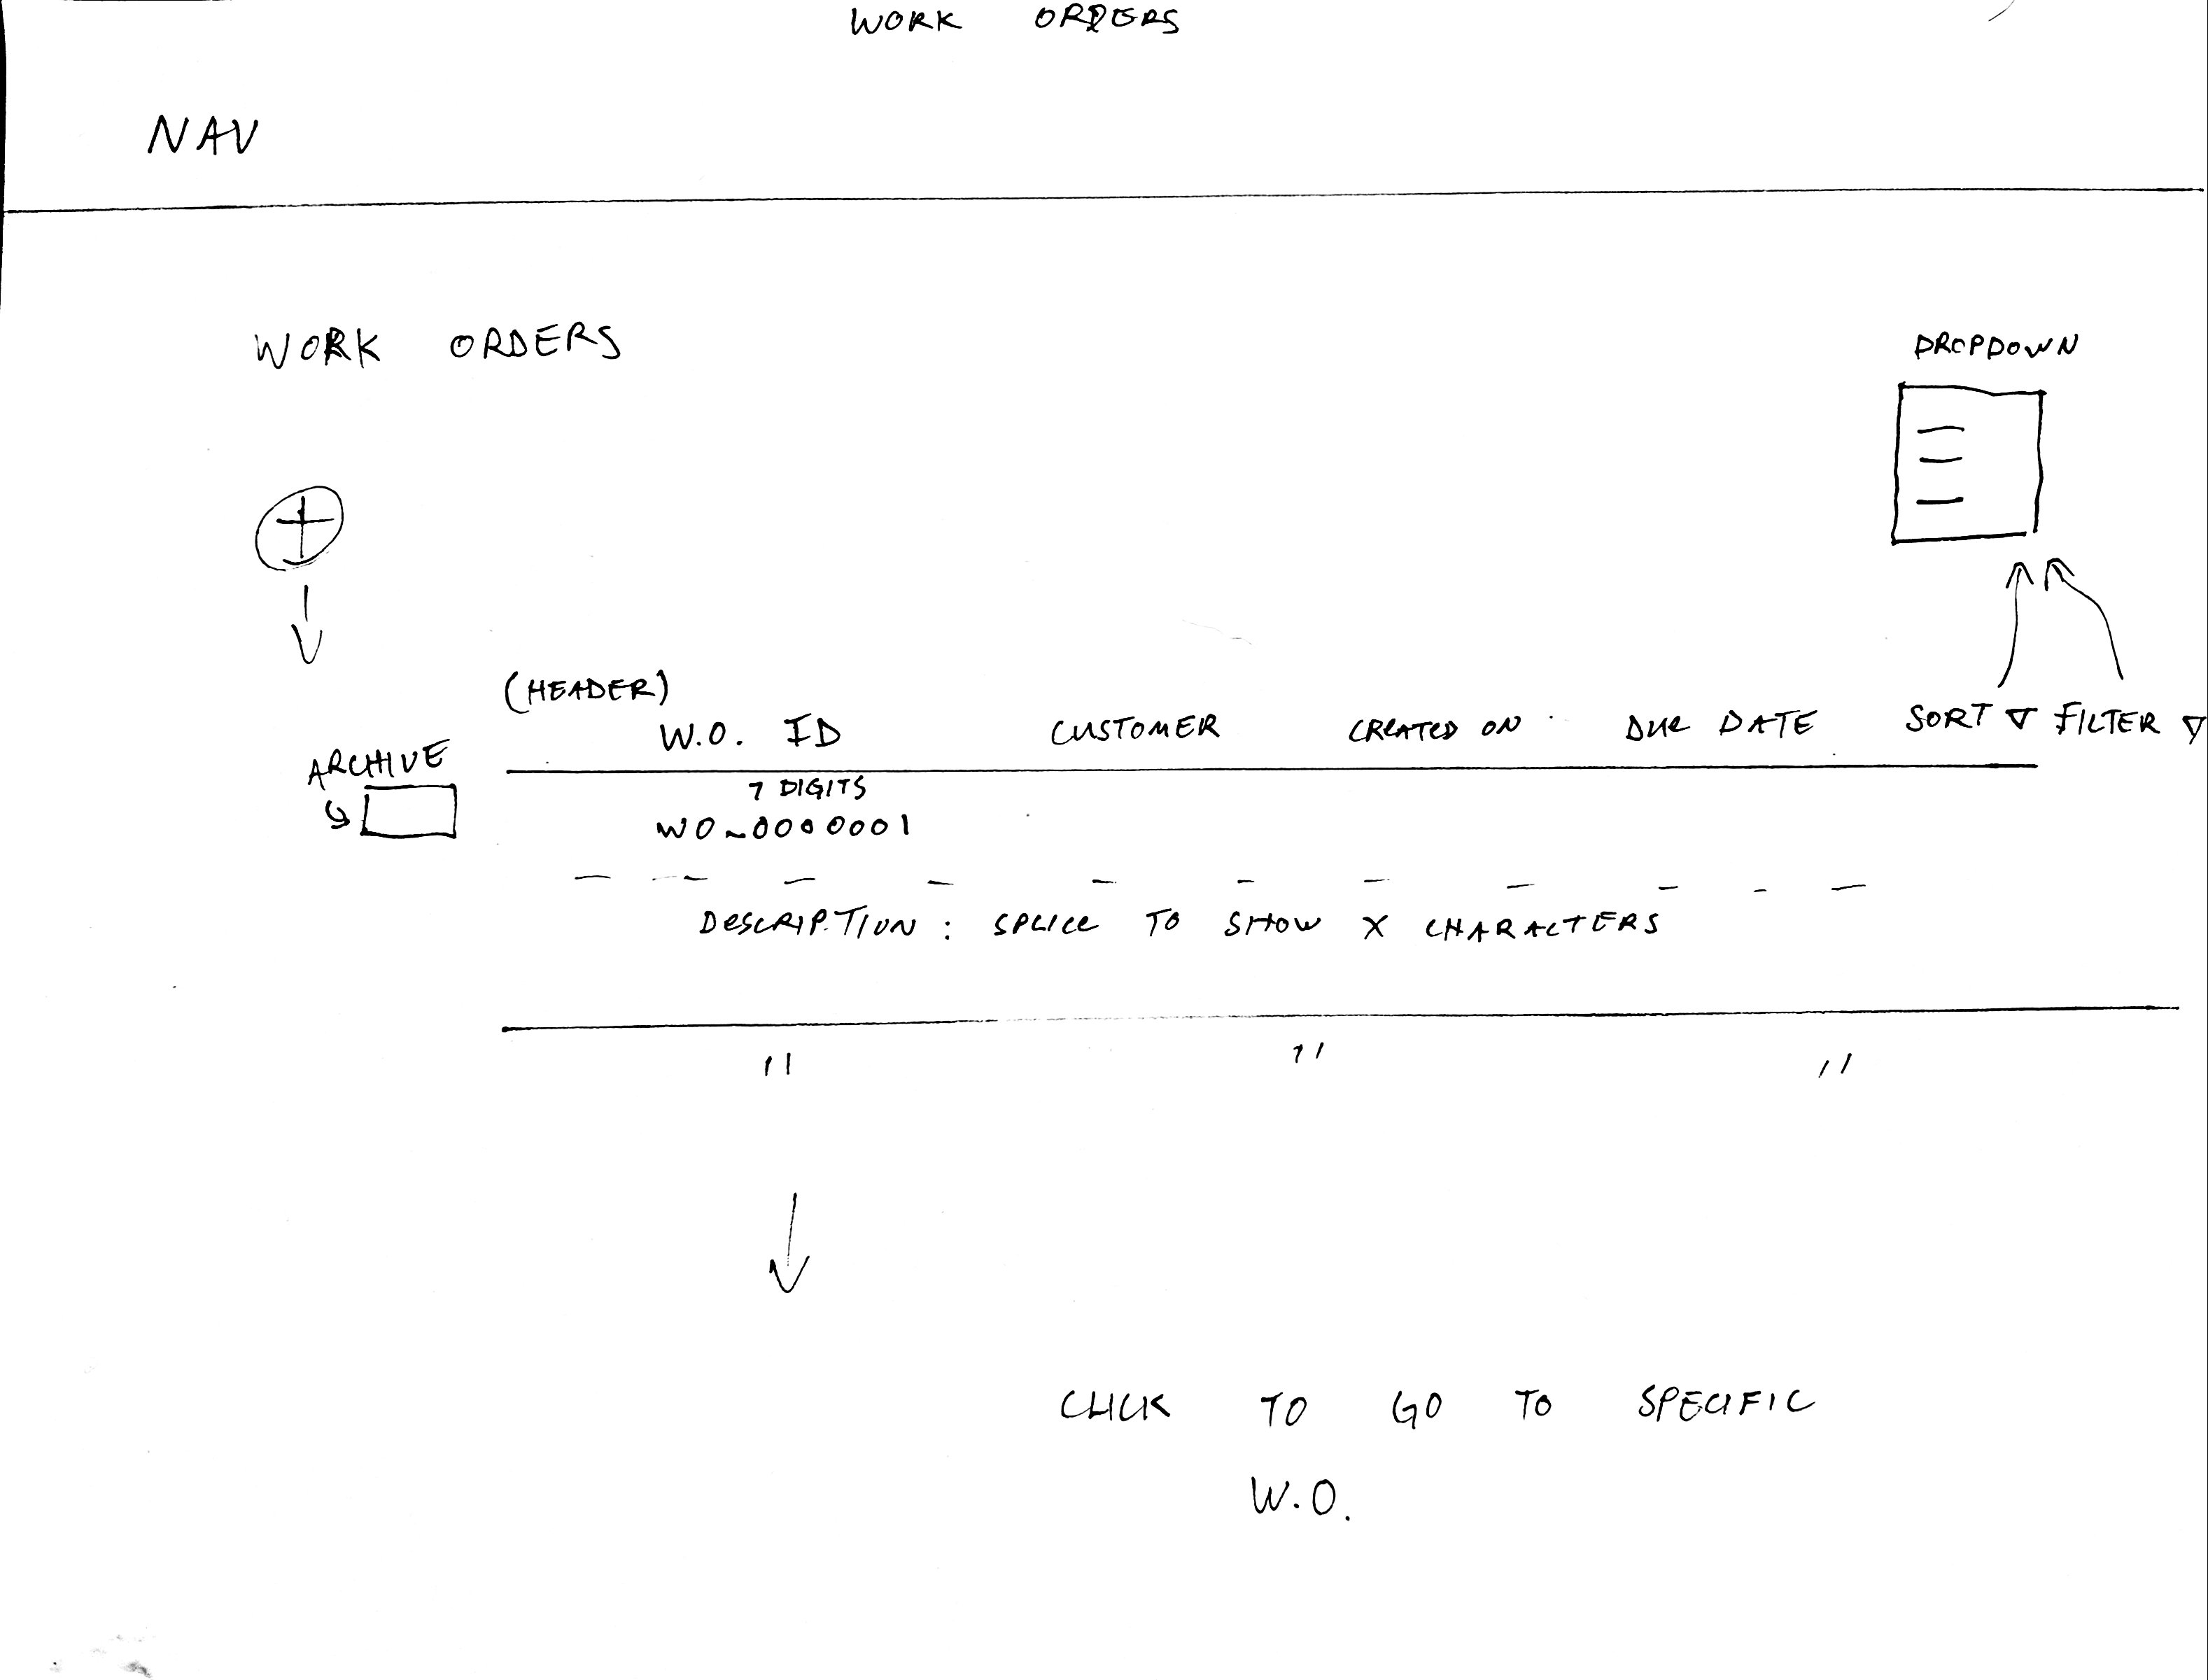 WORK ORDERS
NAV
WORK ORDERS
DROPDOWN
(HEADER)
W.O. ID CUSTOMER CREATED ON DUE DATE SORT ▽ FILTER ▽
ARCHIVE
7 DIGITS
WO~0000001
DESCRIPTION : SPLICE TO SHOW X CHARACTERS
" " "
CLICK TO GO TO SPECIFIC
W.O.